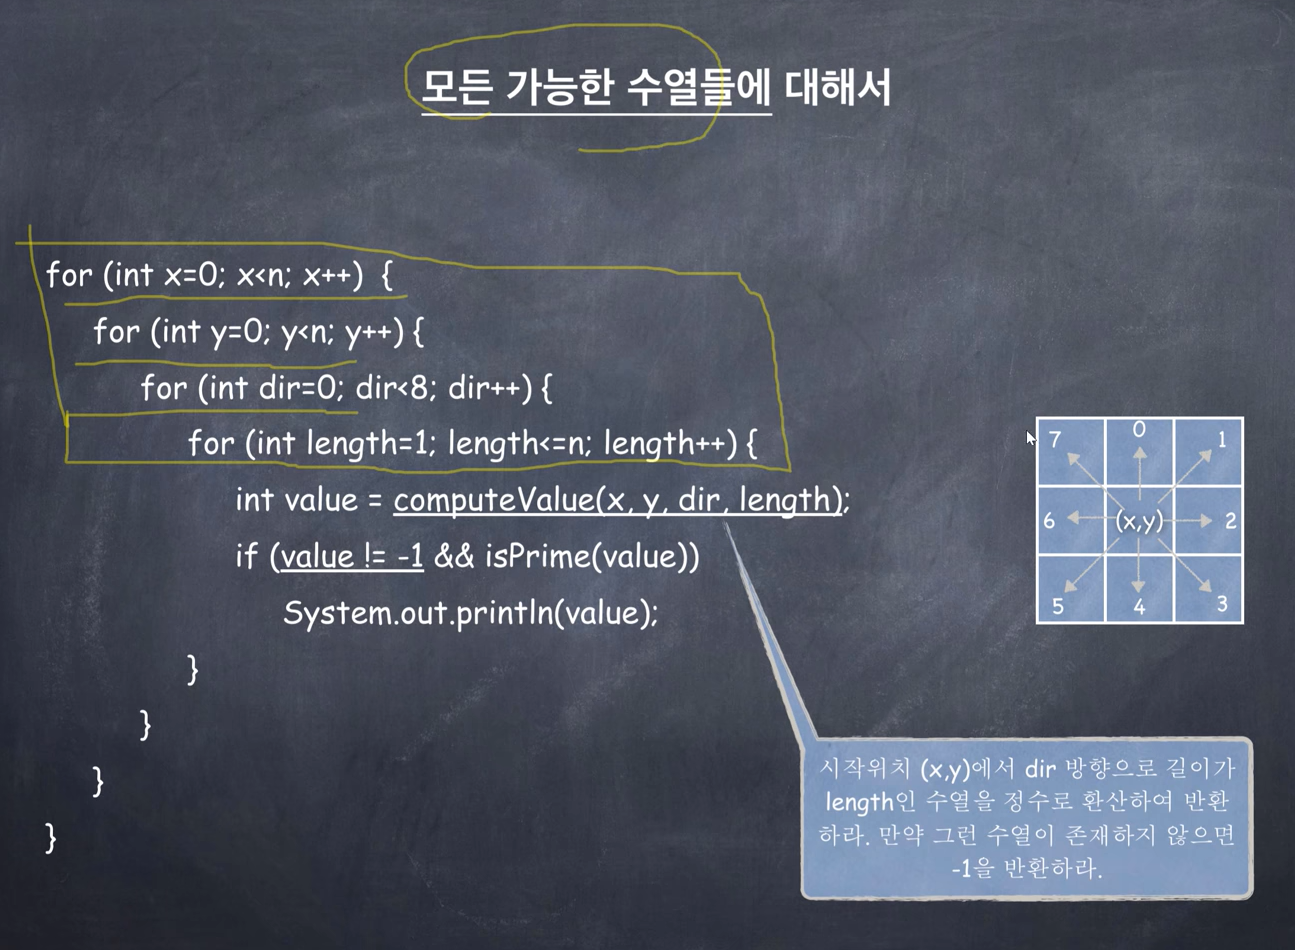 모든 가능한 수열들에 대해서
for (int x=0; x<n; x++) {
for (int y=0; y<n; y++) {
for (int dir=0; dir<8; dir++) {
for (int length=1; length<=n; length++) {
int value = computeValue(x, y, dir, length);
if (value != -1 && isPrime(value))
System.out.println(value);
}
}
}
}
7 0 1
6 (x,y) 2
5 4 3
시작위치 (x,y)에서 dir 방향으로 길이가
length인 수열을 정수로 환산하여 반환
하라. 만약 그런 수열이 존재하지 않으면
-1을 반환하라.